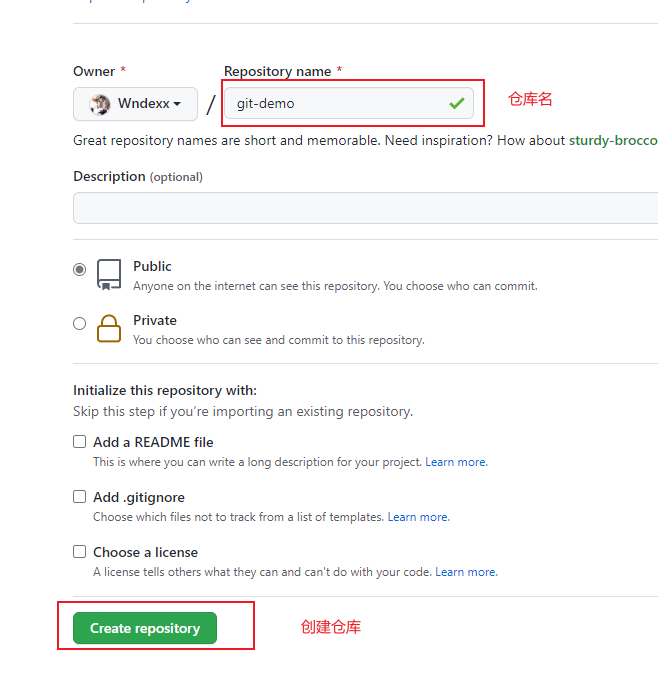 Owner *
Repository name *
Wndexx
/
git-demo
仓库名
Great repository names are short and memorable. Need inspiration? How about sturdy-brocco
Description (optional)
Public
Anyone on the internet can see this repository. You choose who can commit.
Private
You choose who can see and commit to this repository.
Initialize this repository with:
Skip this step if you're importing an existing repository.
Add a README file
This is where you can write a long description for your project. Learn more.
Add .gitignore
Choose which files not to track from a list of templates. Learn more.
Choose a license
A license tells others what they can and can't do with your code. Learn more.
Create repository
创建仓库